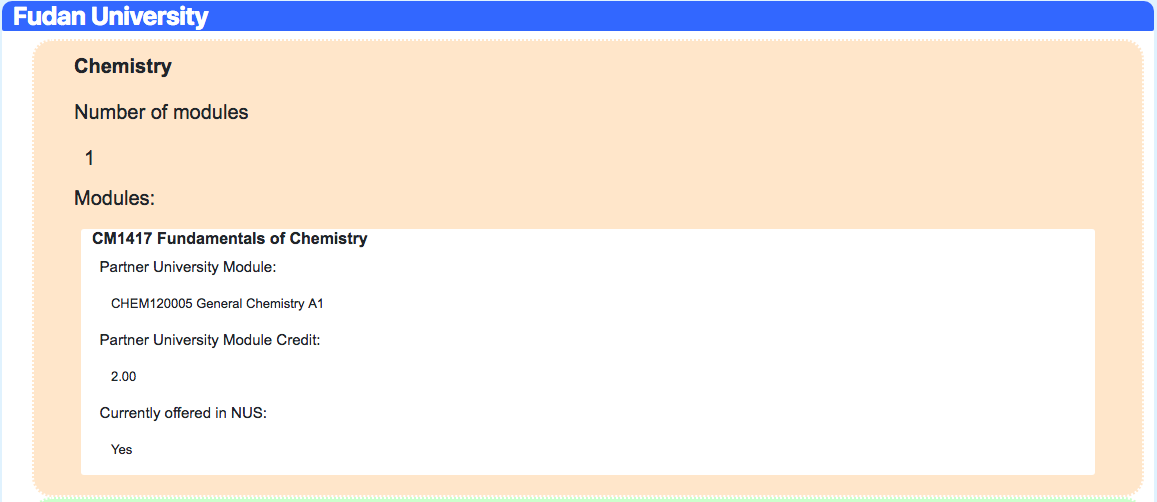 Fudan University
Chemistry
Number of modules
1
Modules:
CM1417 Fundamentals of Chemistry
Partner University Module:
CHEM120005 General Chemistry A1
Partner University Module Credit:
2.00
Currently offered in NUS:
Yes